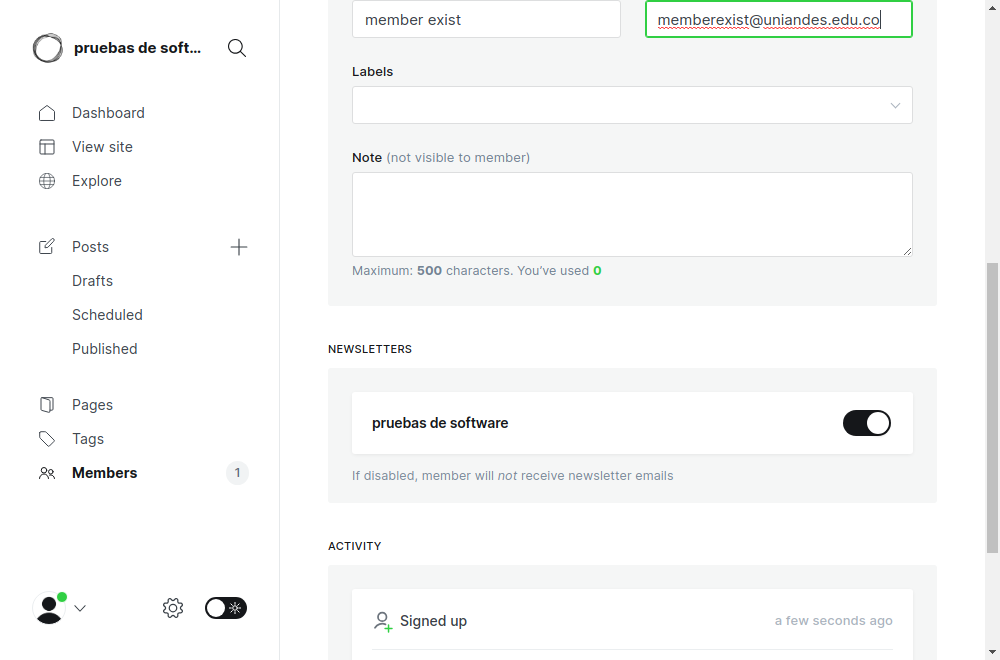 pruebas de soft...
Dashboard
View site
Explore
Posts
Drafts
Scheduled
Published
Pages
Tags
Members 1
member exist memberexist@uniandes.edu.co
Labels
Note (not visible to member)
Maximum: 500 characters. You’ve used 0
NEWSLETTERS
pruebas de software
If disabled, member will not receive newsletter emails
ACTIVITY
Signed up a few seconds ago